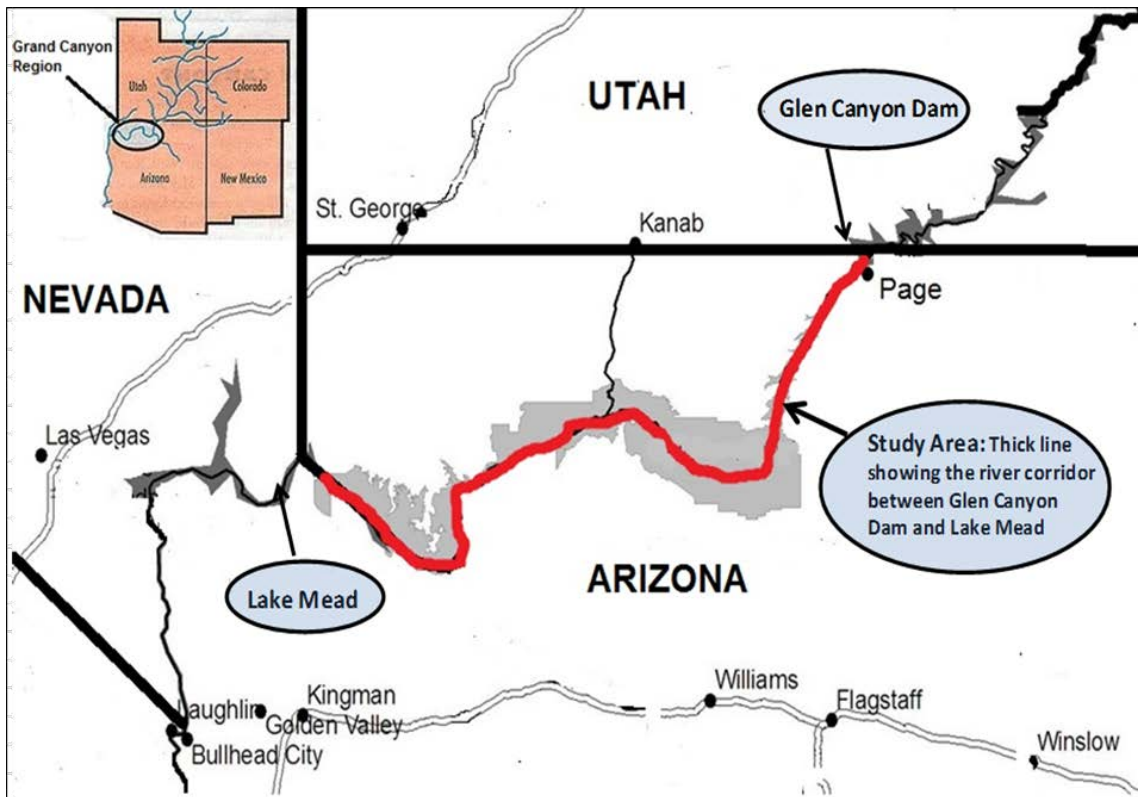 Grand Canyon
Region
Utah
Colorado
Arizona
New Mexico
UTAH
Glen Canyon Dam
St. George
Kanab
NEVADA
Page
Las Vegas
Study Area: Thick line
showing the river corridor
between Glen Canyon
Dam and Lake Mead
Lake Mead
ARIZONA
Laughlin
Kingman
Golden Valley
Bullhead City
Williams
Flagstaff
Winslow